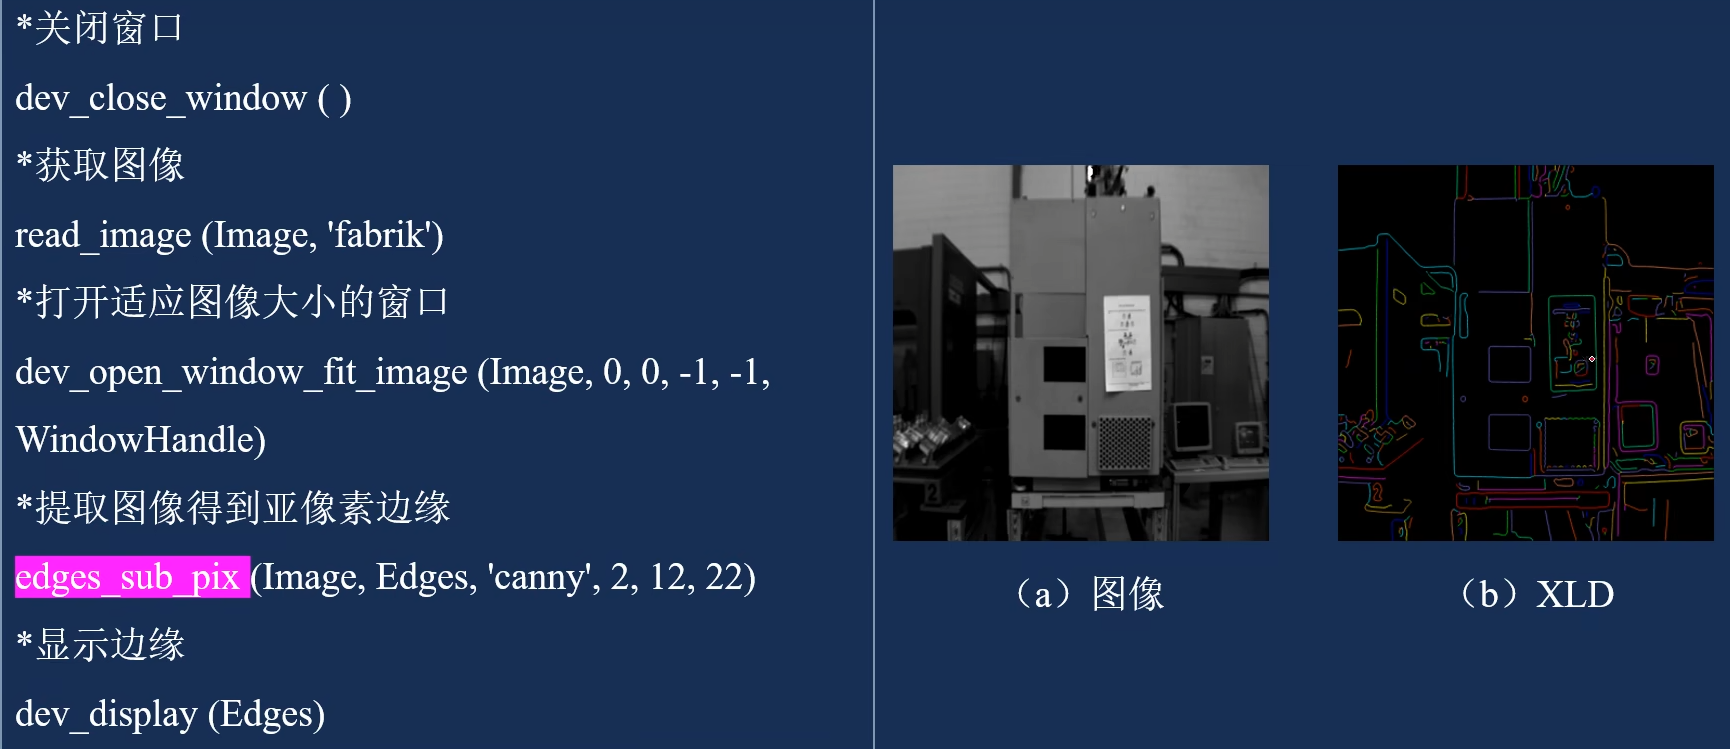 *关闭窗口
dev_close_window ( )
*获取图像
read_image (Image, 'fabrik')
*打开适应图像大小的窗口
dev_open_window_fit_image (Image, 0, 0, -1, -1,
WindowHandle)
*提取图像得到亚像素边缘
edges_sub_pix (Image, Edges, 'canny', 2, 12, 22)
*显示边缘
dev_display (Edges)
（a）图像
（b）XLD
2